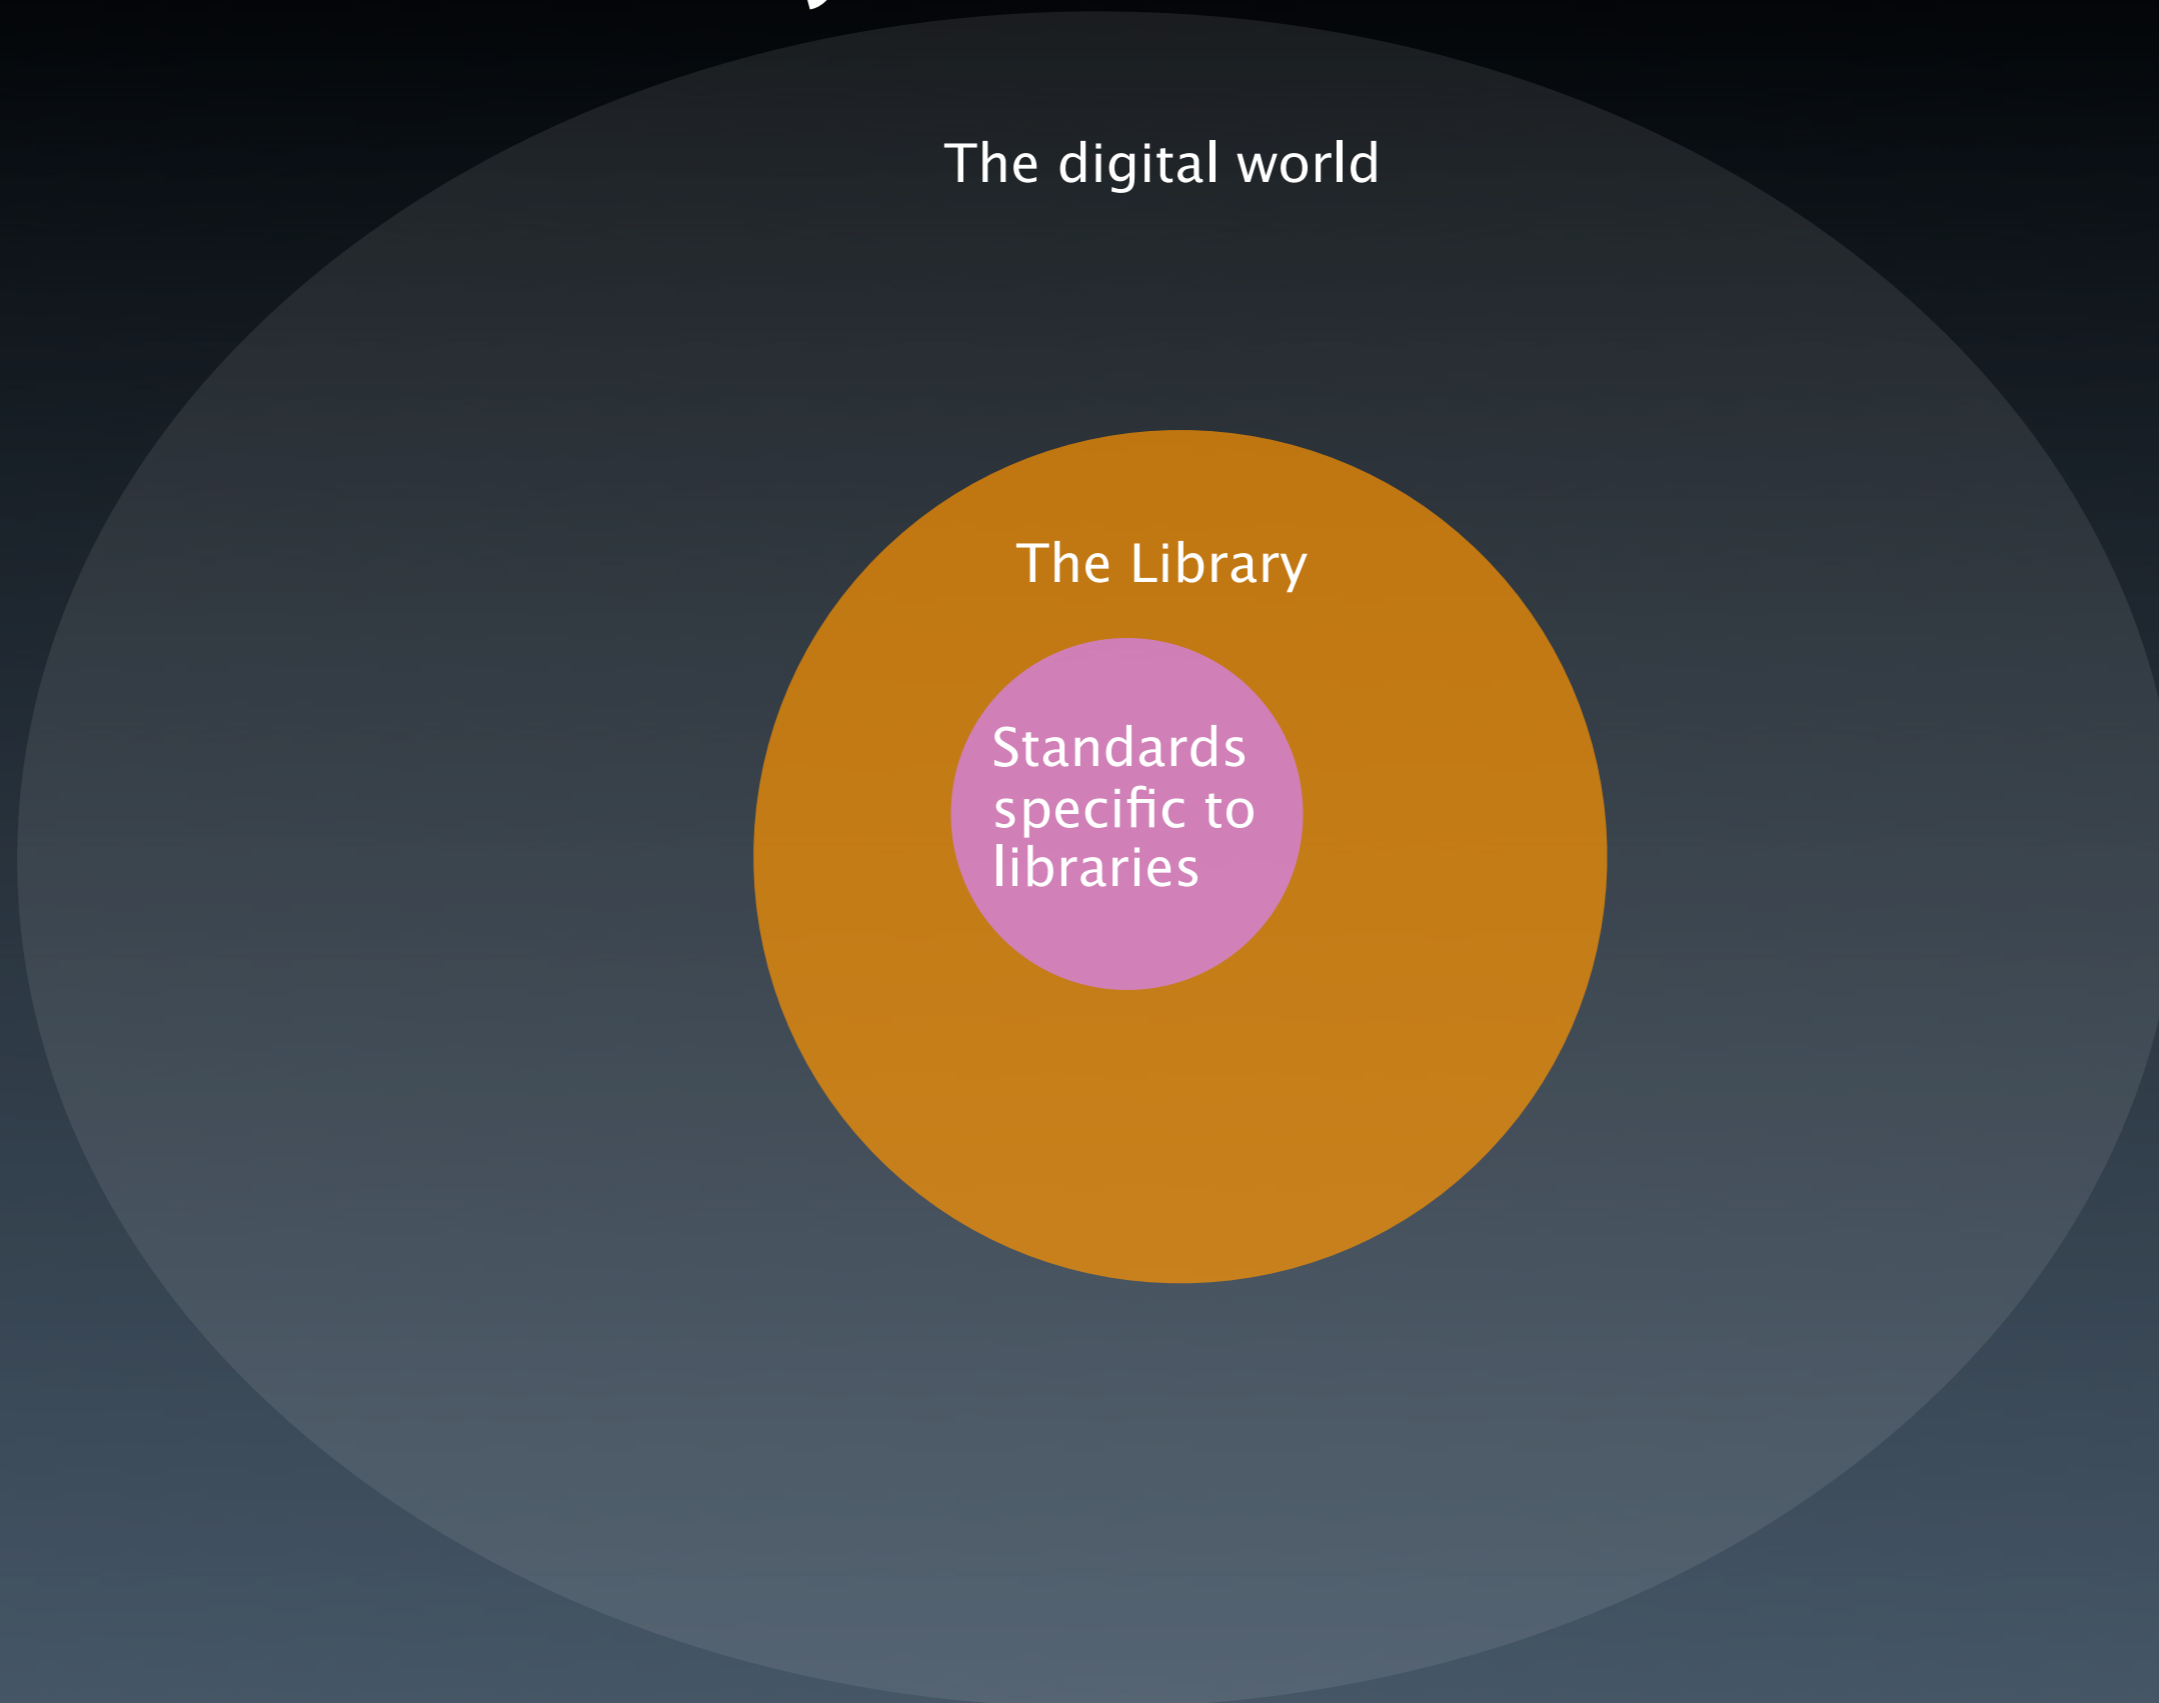 The digital world
The Library
Standards
specific to
libraries